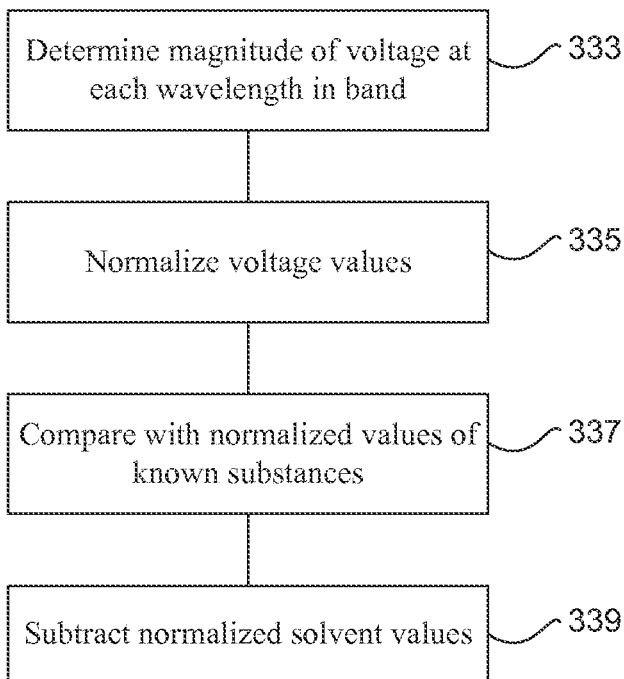 Determine magnitude of voltage at
each wavelength in band
333
Normalize voltage values
335
Compare with normalized values of
known substances
337
Subtract normalized solvent values
339